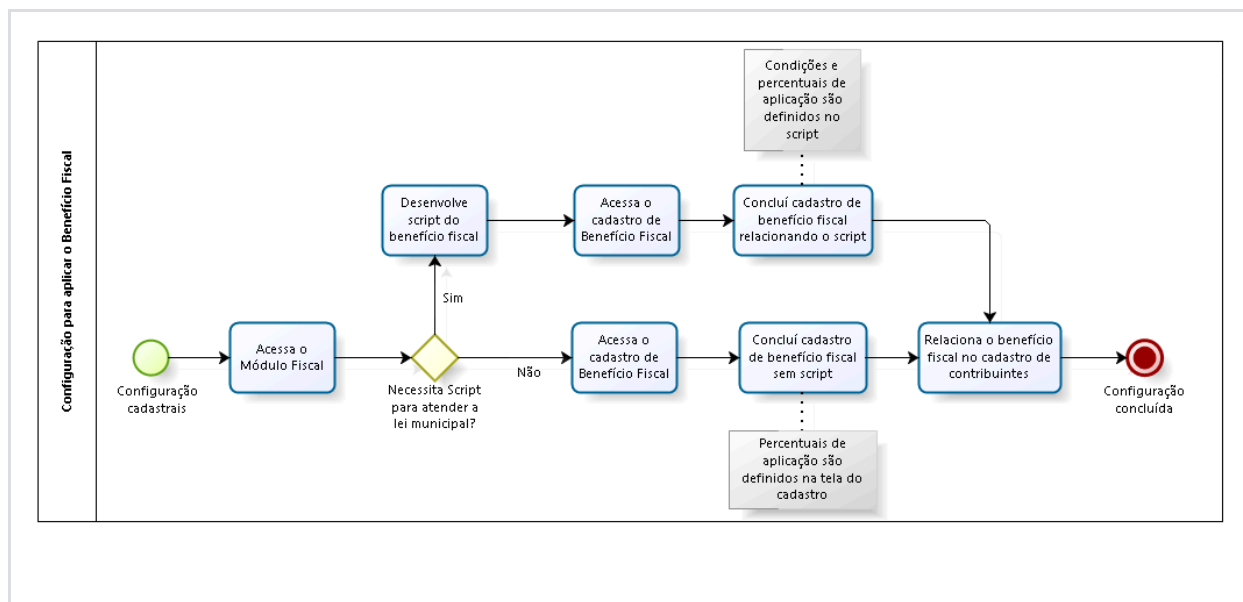 Configuração para aplicar o Benefício Fiscal
Condições e
percentuais de
aplicação são
definidos no
script
Desenvolve
script do
benefício fiscal
Acessa o
cadastro de
Benefício Fiscal
Concluí cadastro de
benefício fiscal
relacionando o script
Sim
Configuração
cadastrais
Acessa o
Módulo Fiscal
Necessita Script
para atender a
lei municipal?
Não
Acessa o
cadastro de
Benefício Fiscal
Concluí cadastro
de benefício fiscal
sem script
Relaciona o benefício
fiscal no cadastro de
contribuintes
Configuração
concluída
Percentuais de
aplicação são
definidos na tela do
cadastro